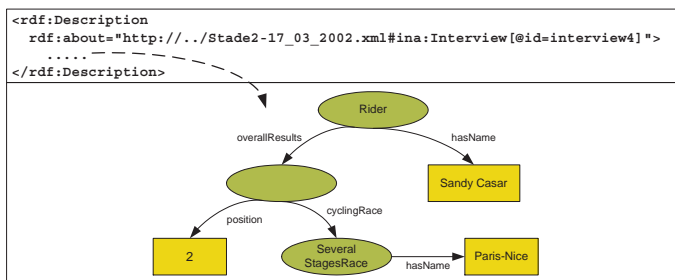 <rdf:Description
rdf:about="http://../Stade2-17_03_2002.xml#ina:Interview[@id=interview4]">
.....
</rdf:Description>
Rider
overallResults
hasName
Sandy Casar
position
cyclingRace
2
Several
StagesRace
hasName
Paris-Nice